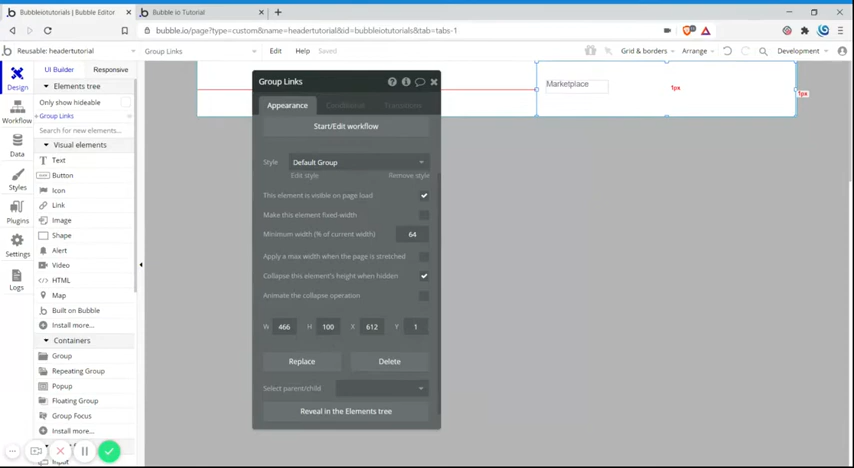 Bubbleiotutorials | Bubble Editor
Bubble io Tutorial
bubble.io/page?type=custom&name=headertutorial&id=bubbleiotutorials&tab=tabs-1
Reusable: headertutorial
Group Links
Edit
Help
Saved
Grid & borders
Arrange
Development
Design
Workflow
Data
Styles
Plugins
Settings
Logs
UI Builder
Responsive
Elements tree
Only show hideable
Group Links
Search for new elements...
Visual elements
Text
Button
Icon
Link
Image
Shape
Alert
Video
HTML
Map
Built on Bubble
Install more...
Containers
Group
Repeating Group
Popup
Floating Group
Group Focus
Install more...
Input
Group Links
Appearance
Conditional
Transitions
Start/Edit workflow
Style
Default Group
Edit style
Remove style
This element is visible on page load
Make this element fixed-width
Minimum width (% of current width)
64
Apply a max width when the page is stretched
Collapse this element's height when hidden
Animate the collapse operation
W 466 H 100 X 612 Y 1
Replace
Delete
Select parent/child
Reveal in the Elements tree
Marketplace
1px
1px